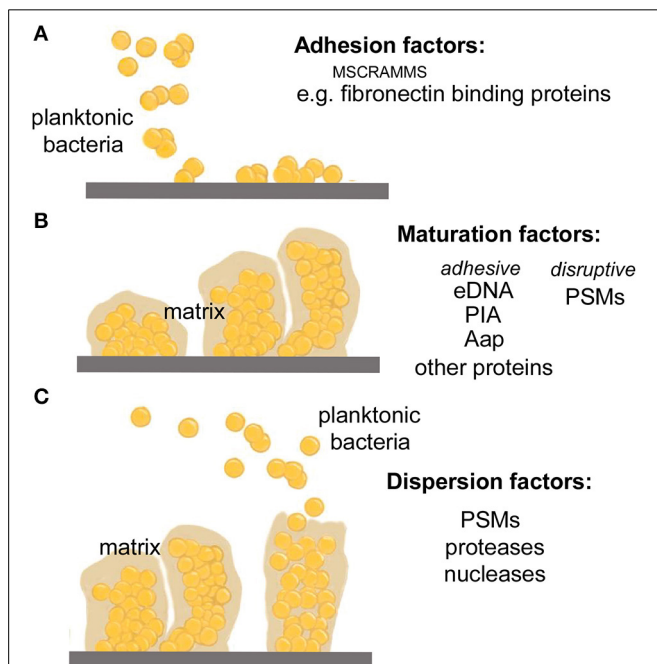 A
Adhesion factors:
MSCRAMMS
e.g. fibronectin binding proteins
planktonic
bacteria
B
Maturation factors:
adhesive disruptive
eDNA PSMs
PIA
Aap
other proteins
matrix
C
planktonic
bacteria
Dispersion factors:
PSMs
proteases
nucleases
matrix